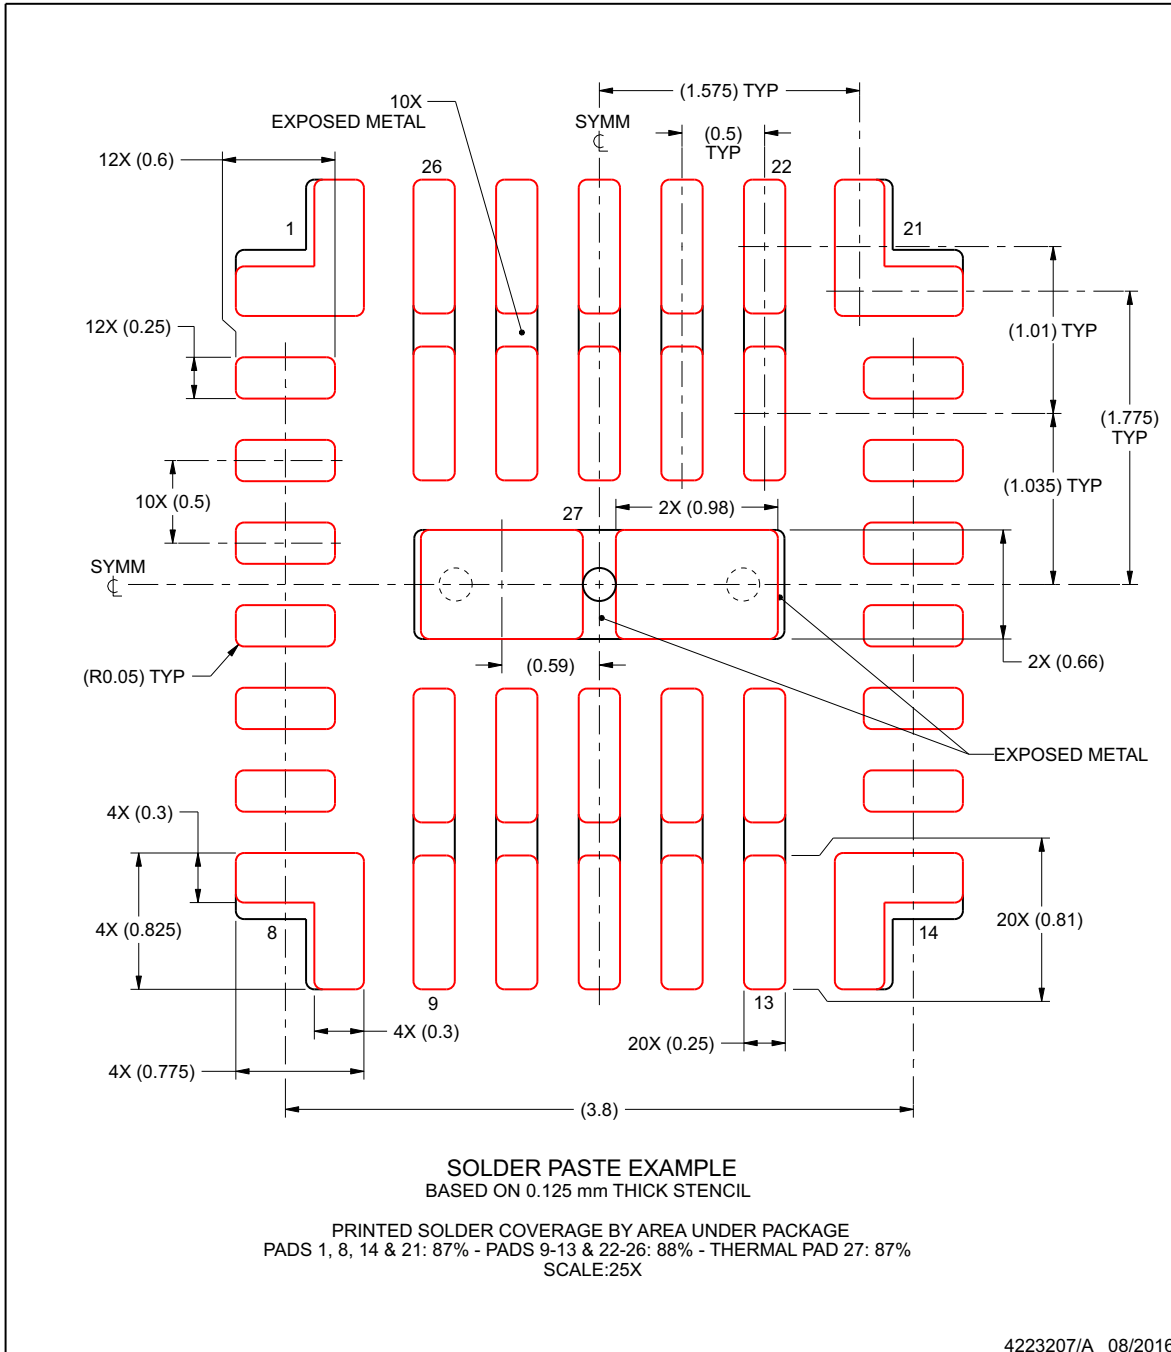 (1.575) TYP
10X
EXPOSED METAL
SYMM
℄
(0.5)
TYP
12X (0.6)
26
22
1
21
12X (0.25)
(1.01) TYP
(1.775)
TYP
10X (0.5)
(1.035) TYP
27
2X (0.98)
SYMM
℄
(R0.05) TYP
(0.59)
2X (0.66)
EXPOSED METAL
4X (0.3)
4X (0.825)
8
14
20X (0.81)
9
13
4X (0.3)
20X (0.25)
4X (0.775)
(3.8)
SOLDER PASTE EXAMPLE
BASED ON 0.125 mm THICK STENCIL
PRINTED SOLDER COVERAGE BY AREA UNDER PACKAGE
PADS 1, 8, 14 & 21: 87% - PADS 9-13 & 22-26: 88% - THERMAL PAD 27: 87%
SCALE:25X
4223207/A 08/2016